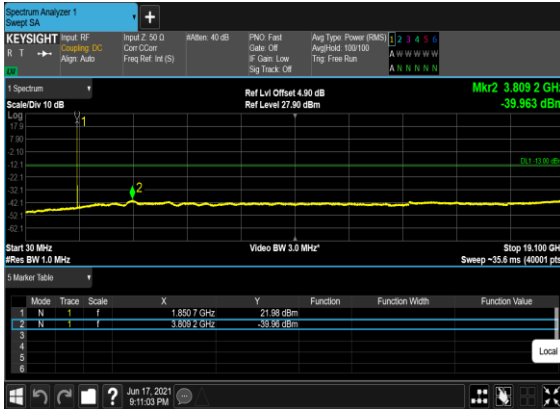 Spectrum Analyzer 1
Swept SA
+
KEYSIGHT Input: RF Input Z: 50 Ω #Atten: 40 dB PNO: Fast Avg Type: Power (RMS) 1 2 3 4 5 6
R T Coupling: DC Corr CCorr Gate: Off Avg|Hold: 100/100 A W W W W W
Align: Auto Freq Ref: Int (S) IF Gain: Low Trig: Free Run
Sig Track: Off A N N N N N
1 Spectrum Ref Lvl Offset 4.90 dB Mkr2 3.809 2 GHz
Scale/Div 10 dB Ref Level 27.90 dBm -39.963 dBm
Log
17.9
7.90
-2.10
-12.1
-22.1
-32.1
-42.1
-52.1
-62.1
1
2
DL1 -13.00 dBm
Start 30 MHz Video BW 3.0 MHz* Stop 19.100 GH
#Res BW 1.0 MHz Sweep ~35.6 ms (40001 pts
5 Marker Table
Mode Trace Scale X Y Function Function Width Function Value
1 N 1 f 1.850 7 GHz 21.98 dBm
2 N 1 f 3.809 2 GHz -39.96 dBm
3
4
5
6
Local
? Jun 17, 2021
9:11:03 PM